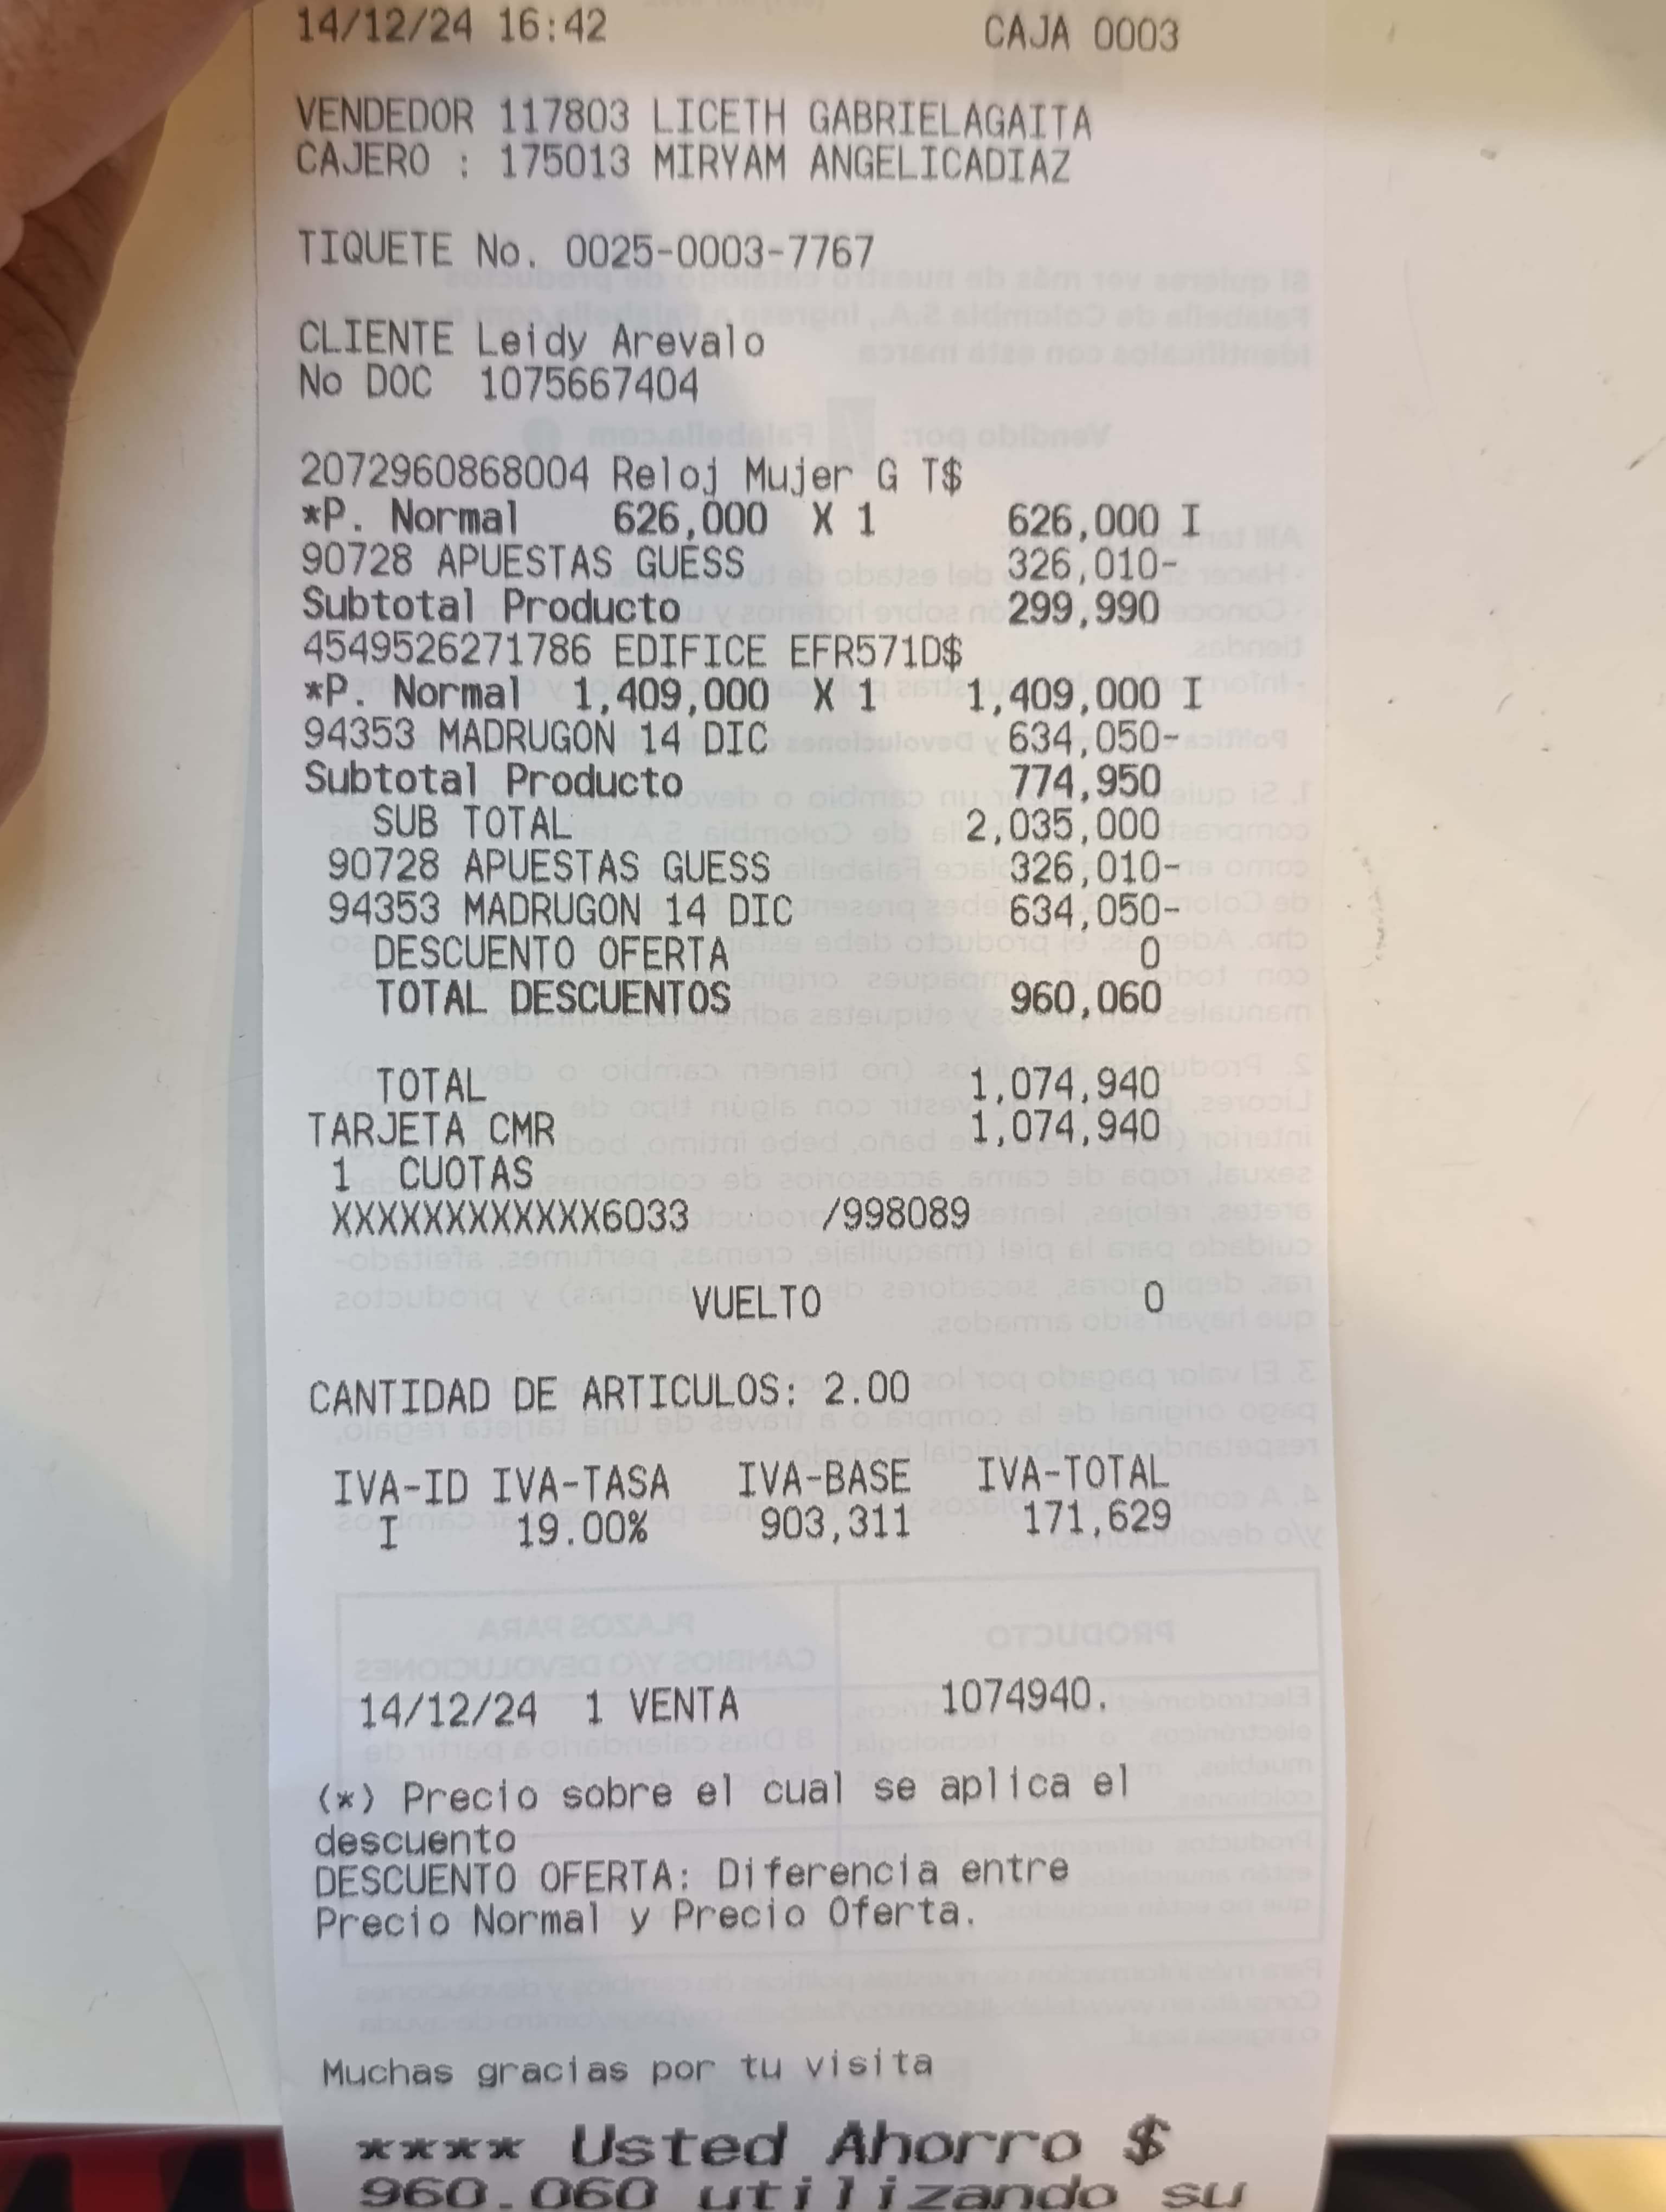 14/12/24 16:42 CAJA 0003
VENDEDOR 117803 LICETH GABRIELAGAITA
CAJERO : 175013 MIRYAM ANGELICADIAZ
TIQUETE No. 0025-0003-7767
CLIENTE Leidy Arevalo
No DOC 1075667404
2072960868004 Reloj Mujer G T$
*P. Normal 626,000 X 1 626,000 I
90728 APUESTAS GUESS 326,010-
Subtotal Producto 299,990
4549526271786 EDIFICE EFR571D$
*P. Normal 1,409,000 X 1 1,409,000 I
94353 MADRUGON 14 DIC 634,050-
Subtotal Producto 774,950
SUB TOTAL 2,035,000
90728 APUESTAS GUESS 326,010-
94353 MADRUGON 14 DIC 634,050-
DESCUENTO OFERTA 0
TOTAL DESCUENTOS 960,060
TOTAL 1,074,940
TARJETA CMR 1,074,940
1 CUOTAS
XXXXXXXXXXXX6033 /998089
VUELTO 0
CANTIDAD DE ARTICULOS: 2.00
IVA-ID IVA-TASA IVA-BASE IVA-TOTAL
I 19.00% 903,311 171,629
14/12/24 1 VENTA 1074940.
(*) Precio sobre el cual se aplica el
descuento
DESCUENTO OFERTA: Diferencia entre
Precio Normal y Precio Oferta.
Muchas gracias por tu visita
**** Usted Ahorro $
960.060 utilizando su